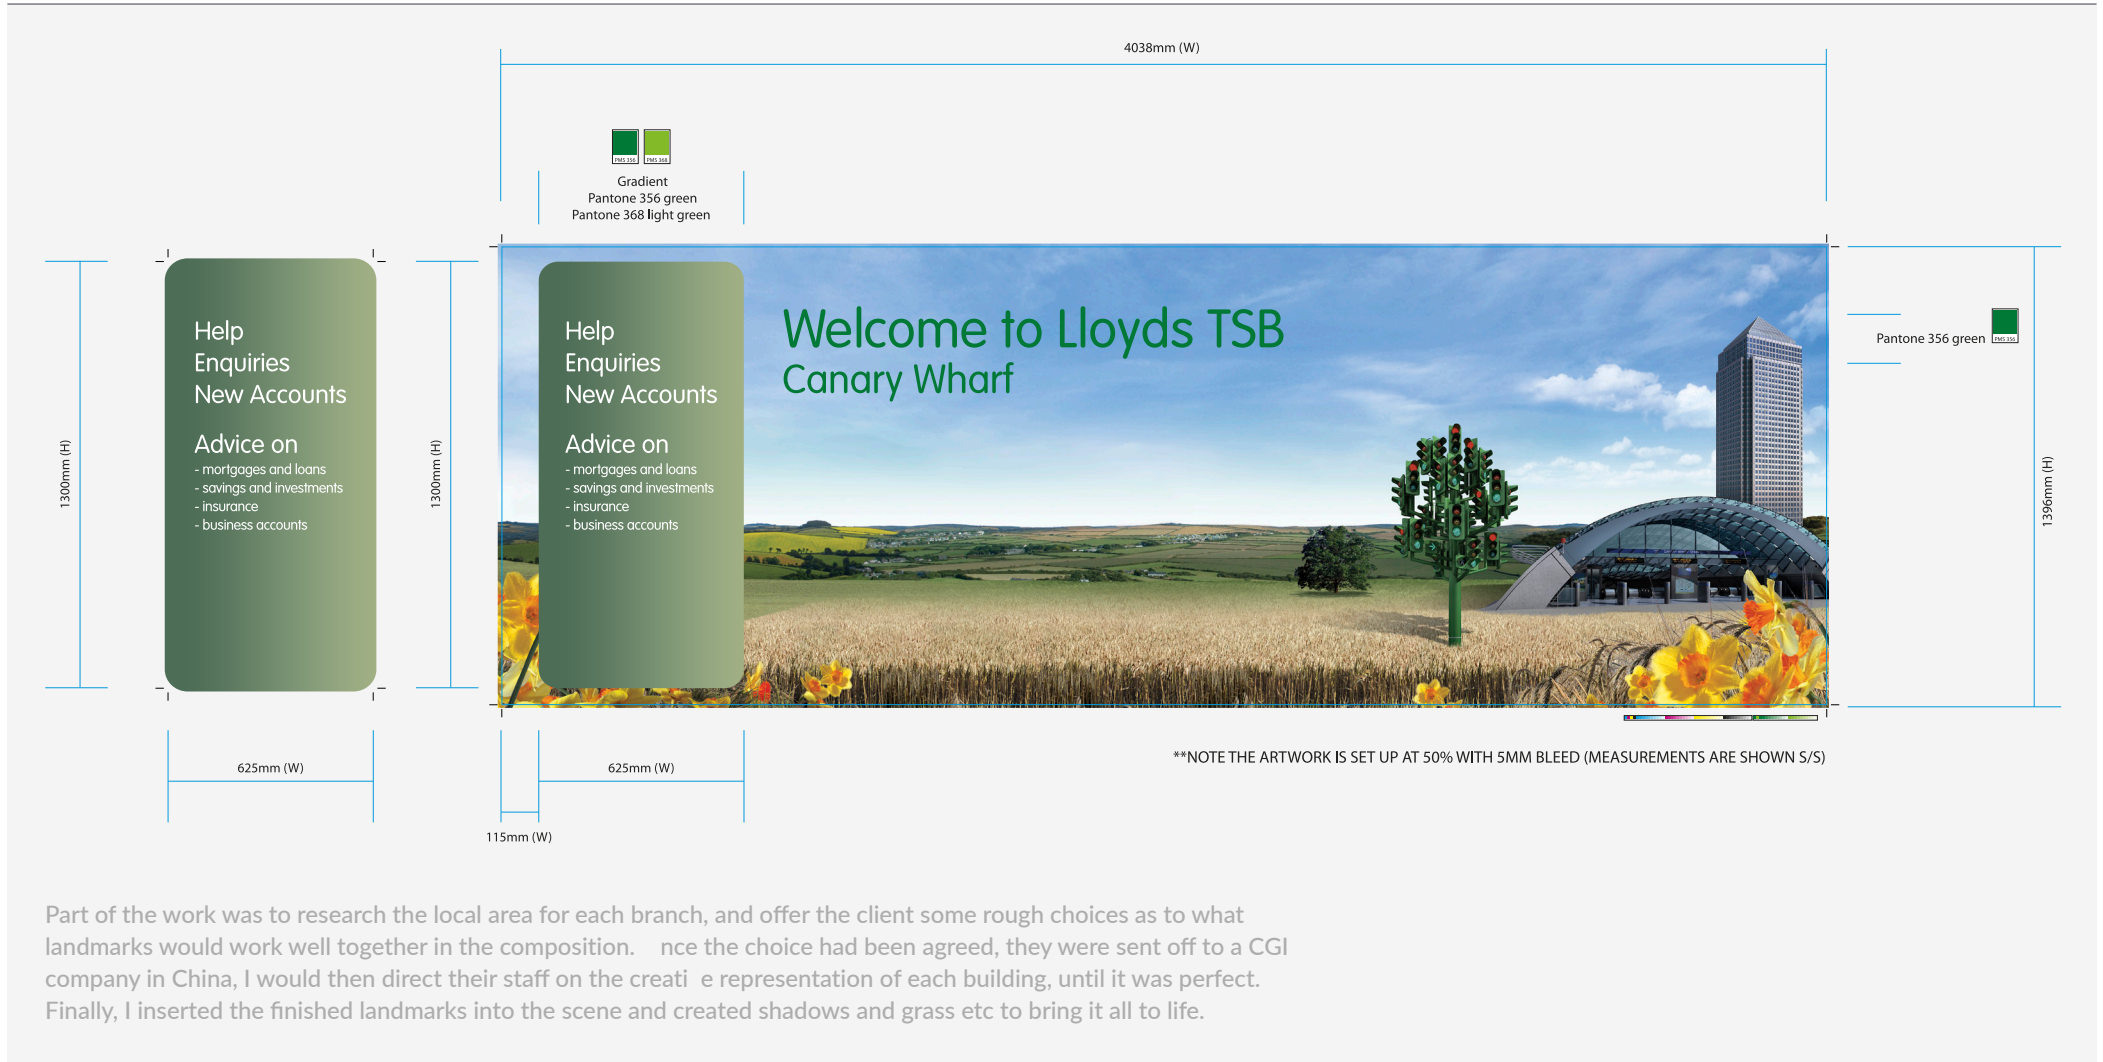 4038mm (W)
PMS 356
PMS 368
Gradient
Pantone 356 green
Pantone 368 light green
1300mm (H)
Help
Enquiries
New Accounts
Advice on
- mortgages and loans
- savings and investments
- insurance
- business accounts
625mm (W)
1300mm (H)
Help
Enquiries
New Accounts
Advice on
- mortgages and loans
- savings and investments
- insurance
- business accounts
Welcome to Lloyds TSB
Canary Wharf
Pantone 356 green
PMS 356
1396mm (H)
625mm (W)
115mm (W)
**NOTE THE ARTWORK IS SET UP AT 50% WITH 5MM BLEED (MEASUREMENTS ARE SHOWN S/S)
Part of the work was to research the local area for each branch, and offer the client some rough choices as to what
landmarks would work well together in the composition. nce the choice had been agreed, they were sent off to a CGI
company in China, I would then direct their staff on the creati e representation of each building, until it was perfect.
Finally, I inserted the finished landmarks into the scene and created shadows and grass etc to bring it all to life.